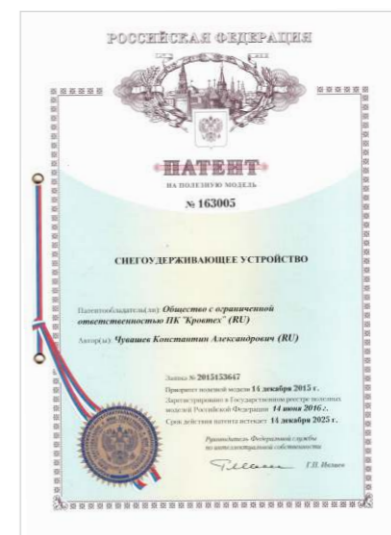 РОССИЙСКАЯ ФЕДЕРАЦИЯ
ПАТЕНТ
НА ПОЛЕЗНУЮ МОДЕЛЬ
№ 163005
СНЕГОУДЕРЖИВАЮЩЕЕ УСТРОЙСТВО
Патентообладатель(ли): Общество с ограниченной
ответственностью ПК "Кровтех" (RU)
Автор(ы): Чувашев Константин Александрович (RU)
Заявка № 2015153647
Приоритет полезной модели 14 декабря 2015 г.
Зарегистрировано в Государственном реестре полезных
моделей Российской Федерации 14 июня 2016 г.
Срок действия патента истекает 14 декабря 2025 г.
Руководитель Федеральной службы
по интеллектуальной собственности
Г.П. Ивлиев